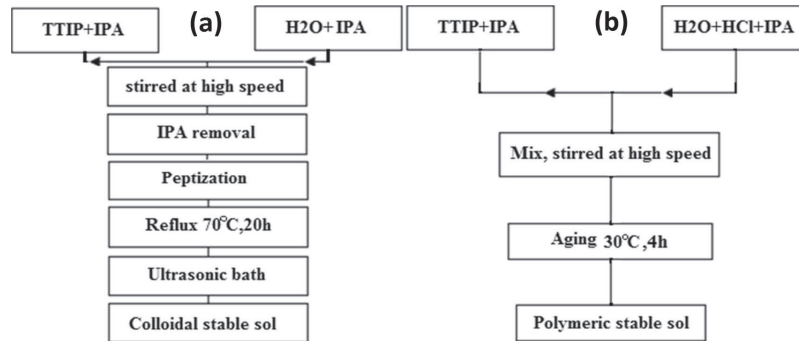 (a)
TTIP+IPA
H2O+IPA
stirred at high speed
IPA removal
Peptization
Reflux 70°C,20h
Ultrasonic bath
Colloidal stable sol
(b)
TTIP+IPA
H2O+HCl+IPA
Mix, stirred at high speed
Aging 30℃,4h
Polymeric stable sol